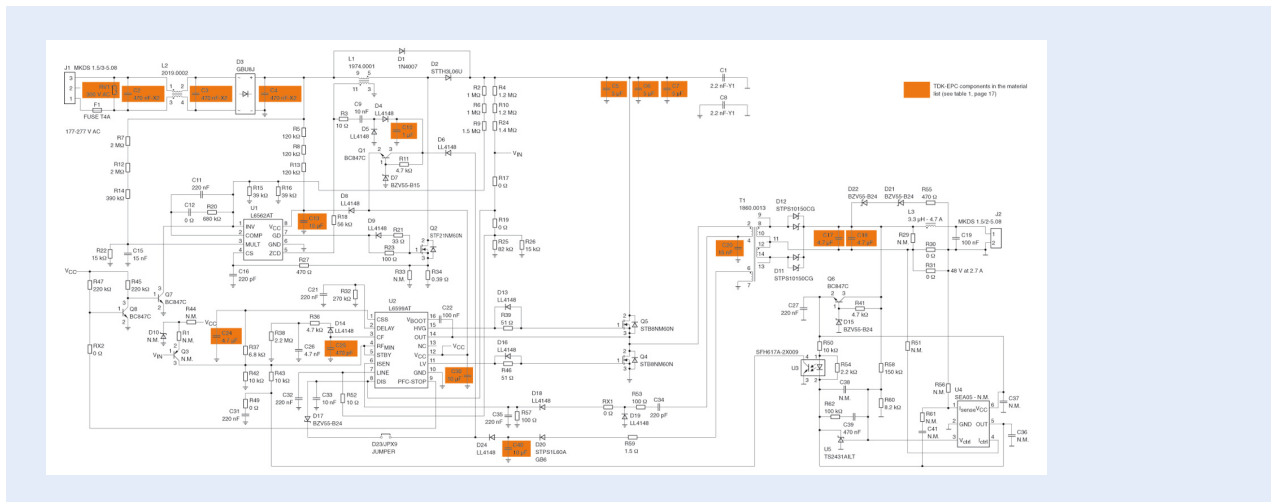 J1 MKDS 1.5/3-5.08
3
2
1
F1
FUSE T4A
177-277 V AC
L2
2019.0002
D3
GBU8J
L1
1974.0001
D1
1N4007
D2
STTH3L06U
C1
2.2 nF-Y1
C8
2.2 nF-Y1
TDK-EPC components in the material
list (see table 1, page 17)
R2
1 MΩ
R4
1.2 MΩ
R6
1 MΩ
R10
1.2 MΩ
R9
1.5 MΩ
R24
1.4 MΩ
R5
120 kΩ
R8
120 kΩ
R13
120 kΩ
R7
2 MΩ
R12
2 MΩ
R14
390 kΩ
C9
10 nF
D4
LL4148
D5
LL4148
10 Ω
Q1
BC847C
R11
4.7 kΩ
D7
BZV55-B15
D6
LL4148
VIN
R17
0 Ω
C11
220 nF
C12
0 Ω
R20
680 kΩ
R15
39 kΩ
R16
39 kΩ
U1
L6562AT
INV
COMP
MULT
CS
VCC
GD
GND
ZCD
D8
LL4148
R18
56 kΩ
D9
LL4148
R21
33 Ω
R23
100 Ω
Q2
STF21NM60N
R19
0 Ω
R25
82 kΩ
R26
15 kΩ
R22
15 kΩ
C15
15 nF
C16
220 pF
R27
470 Ω
R33
N.M.
R34
0.39 Ω
VCC
R47
220 kΩ
R45
220 kΩ
Q7
BC847C
Q8
BC847C
R44
N.M.
VCC
D10
N.M.
R1
N.M.
Q3
N.M.
VIN
RX2
0 Ω
C21
220 nF
R32
270 kΩ
U2
L6599AT
CSS
DELAY
CF
RFMIN
STBY
ISEN
LINE
DIS
VBOOT
HVG
OUT
NC
VCC
LV
GND
PFC-STOP
C22
100 nF
VCC
R36
4.7 kΩ
D14
LL4148
R38
2.2 MΩ
R37
6.8 kΩ
C26
4.7 nF
R42
10 kΩ
R43
10 kΩ
R49
0 Ω
C31
220 nF
C32
220 nF
C33
10 nF
R52
10 Ω
D17
BZV55-B24
D23/JPX9
JUMPER
D13
LL4148
R39
51 Ω
D16
LL4148
R46
51 Ω
Q5
STB8NM60N
Q4
STB8NM60N
D18
LL4148
C35
220 nF
R57
100 Ω
RX1
0 Ω
R53
100 Ω
D19
LL4148
C34
220 pF
D24
LL4148
D20
STPS1L60A
GB6
R59
1.5 Ω
T1
1860.0013
D12
STPS10150CG
D11
STPS10150CG
D22
BZV55-B24
D21
BZV55-B24
R55
470 Ω
L3
3.3 µH - 4.7 A
J2
MKDS 1.5/2-5.08
R29
N.M.
C19
100 nF
R30
0 Ω
R31
0 Ω
48 V at 2.7 A
Q6
BC847C
C27
220 nF
R41
4.7 kΩ
D15
BZV55-B24
R50
10 kΩ
SFH617A-2X009
U3
R54
2.2 kΩ
R58
150 kΩ
R51
N.M.
C38
N.M.
R62
100 kΩ
C39
470 nF
R60
8.2 kΩ
U5
TS2431AILT
R56
N.M.
U4
SEA05 - N.M.
Isense
VCC
GND
OUT
Vctrl
Ictrl
C37
N.M.
R61
N.M.
C41
N.M.
C36
N.M.